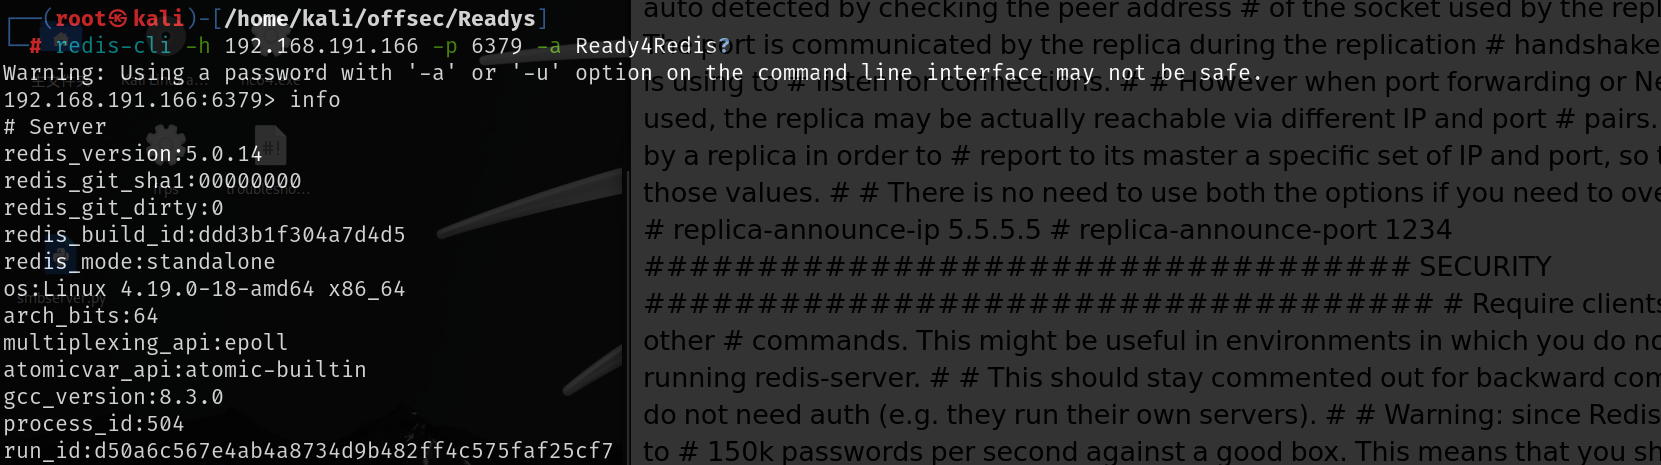 (root㉿kali)-[/home/kali/offsec/Readys]
# redis-cli -h 192.168.191.166 -p 6379 -a Ready4Redis?
Warning: Using a password with '-a' or '-u' option on the command line interface may not be safe.
192.168.191.166:6379> info
# Server
redis_version:5.0.14
redis_git_sha1:00000000
redis_git_dirty:0
redis_build_id:ddd3b1f304a7d4d5
redis_mode:standalone
os:Linux 4.19.0-18-amd64 x86_64
arch_bits:64
multiplexing_api:epoll
atomicvar_api:atomic-builtin
gcc_version:8.3.0
process_id:504
run_id:d50a6c567e4ab4a8734d9b482ff4c575faf25cf7
auto detected by checking the peer address # of the socket used by the repl
port is communicated by the replica during the replication # handshake
is using to # listen for connections. # # However when port forwarding or Ne
used, the replica may be actually reachable via different IP and port # pairs.
by a replica in order to # report to its master a specific set of IP and port, so t
those values. # # There is no need to use both the options if you need to ove
# replica-announce-ip 5.5.5.5 # replica-announce-port 1234
################################## SECURITY
################################### # Require clients
other # commands. This might be useful in environments in which you do no
running redis-server. # # This should stay commented out for backward com
do not need auth (e.g. they run their own servers). # # Warning: since Redis
to # 150k passwords per second against a good box. This means that you sh
smbserver.py